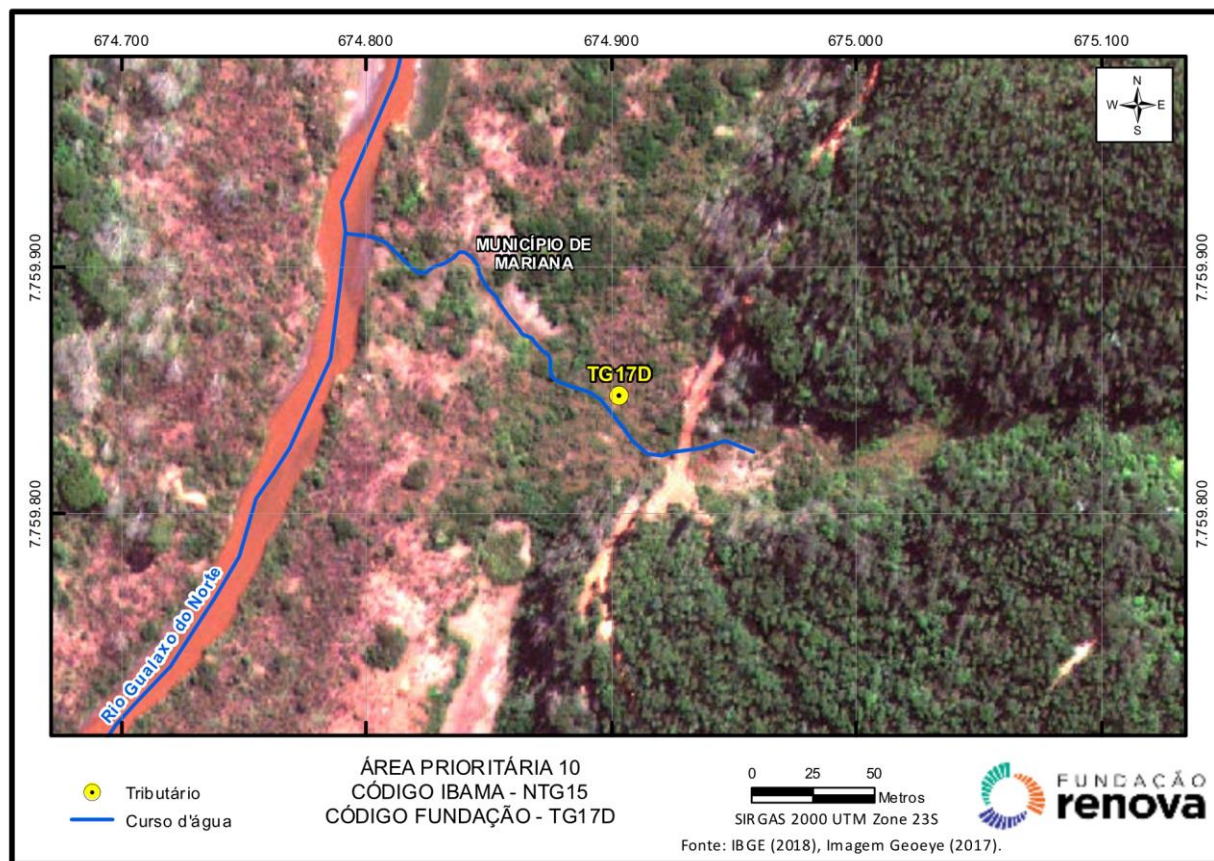 674.700
674.800
674.900
675.000
675.100
N
W E
S
7.759.900
7.759.900
MUNICÍPIO DE
MARIANA
TG17D
7.759.800
7.759.800
Rio Gualaxo do Norte
Tributário
Curso d'água
ÁREA PRIORITÁRIA 10
CÓDIGO IBAMA - NTG15
CÓDIGO FUNDAÇÃO - TG17D
0 25 50
Metros
SIRGAS 2000 UTM Zone 23S
Fonte: IBGE (2018), Imagem Geoeye (2017).
FUNDAÇÃO
renova